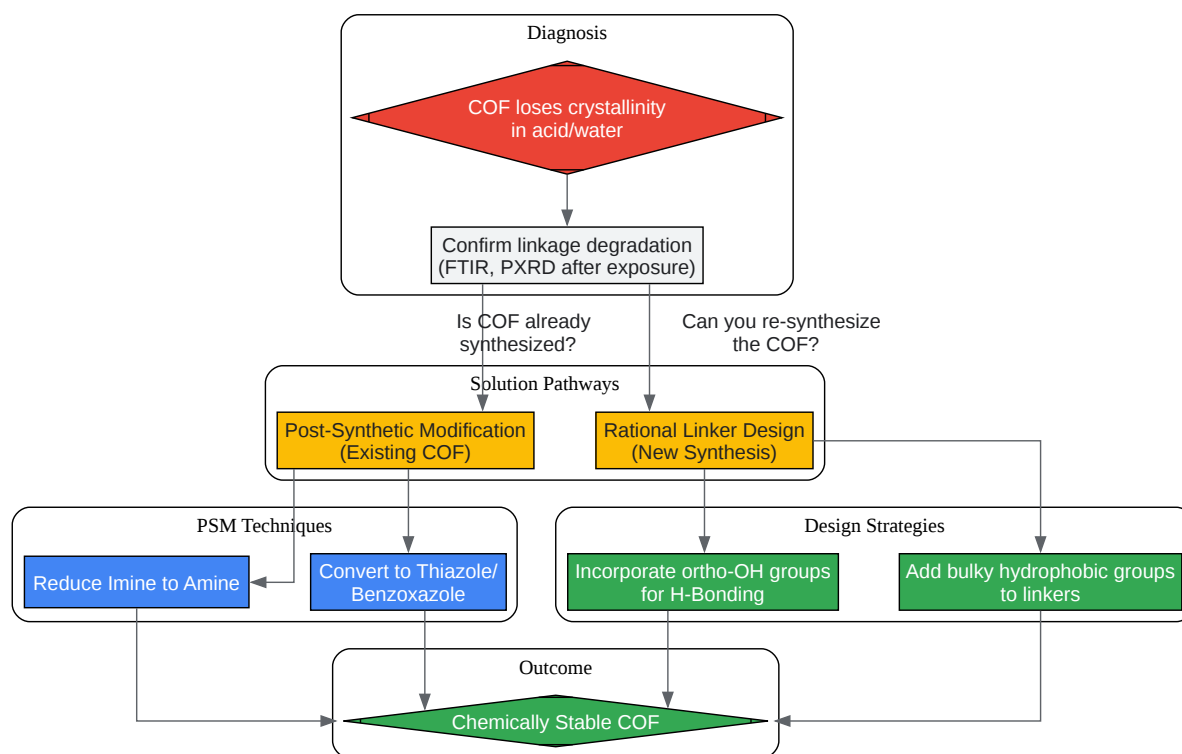 Diagnosis
COF loses crystallinity
in acid/water
Confirm linkage degradation
(FTIR, PXRD after exposure)
Is COF already
synthesized?
Can you re-synthesize
the COF?
Solution Pathways
Post-Synthetic Modification
(Existing COF)
Rational Linker Design
(New Synthesis)
PSM Techniques
Reduce Imine to Amine
Convert to Thiazole/
Benzoxazole
Design Strategies
Incorporate ortho-OH groups
for H-Bonding
Add bulky hydrophobic groups
to linkers
Outcome
Chemically Stable COF